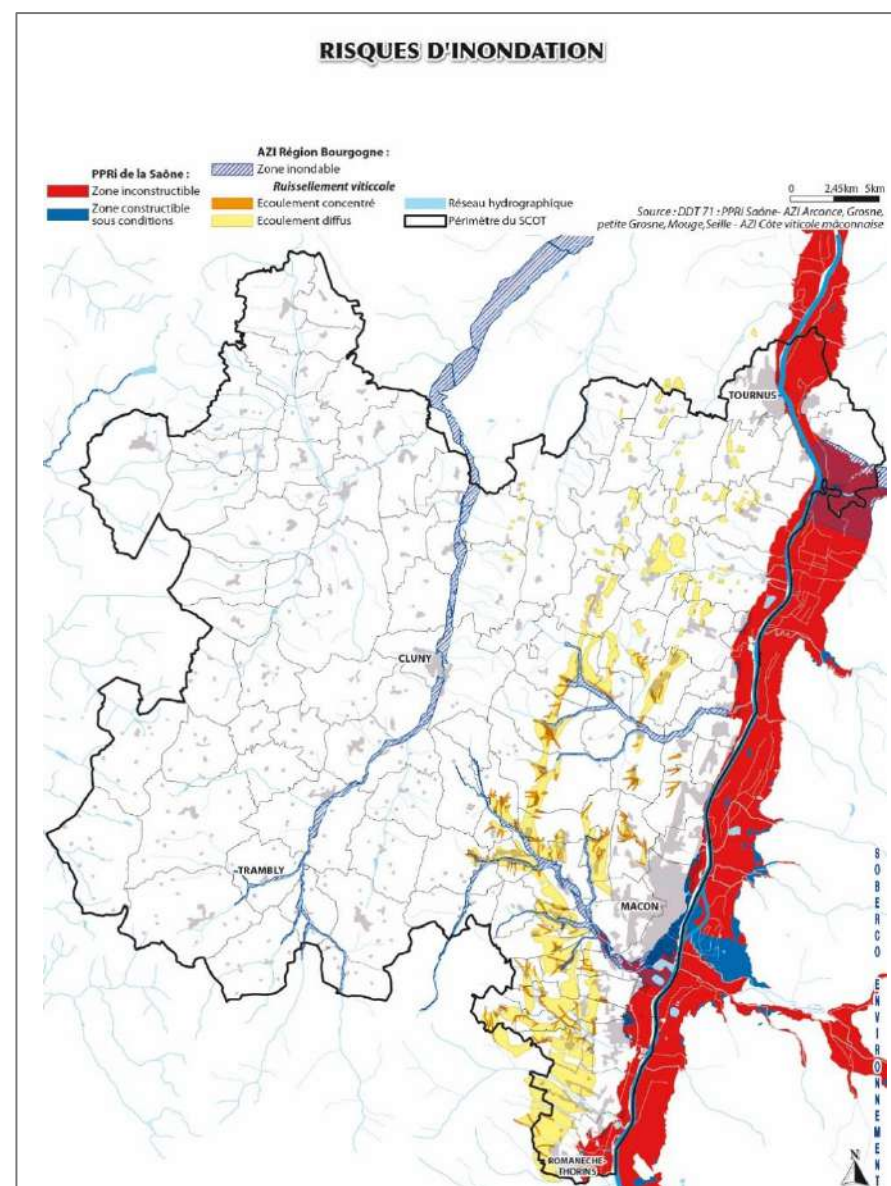 RISQUES D'INONDATION
PPRi de la Saône :
Zone inconstructible
Zone constructible
sous conditions
AZI Région Bourgogne :
Zone inondable
Ruissellement viticcole
Ecoulement concentré
Ecoulement diffus
Réseau hydrographique
Périmètre du SCOT
0 2,45km 5km
Source : DDT 71 : PPRi Saône- AZI Arconce, Grosne,
petite Grosne, Mouge, Seille - AZI Côte viticole mâconnaise
TOURNUS
CLUNY
TRAMBLY
MACON
ROMANECHE-
THORINS
SOBERCO ENVIRONNEMENT
N